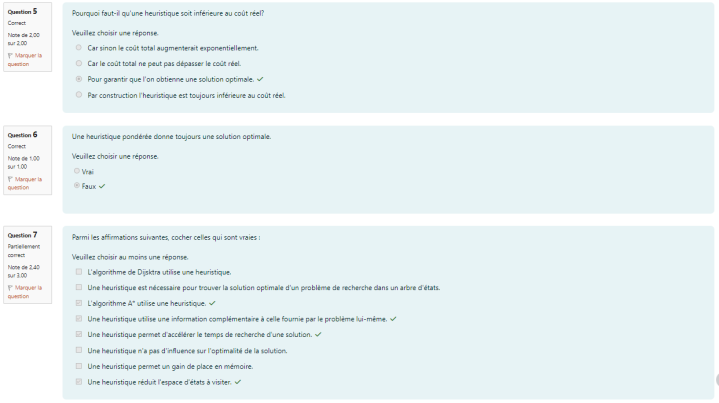 Question 5
Correct
Note de 2,00
sur 2,00
Marquer la
question
Pourquoi faut-il qu'une heuristique soit inférieure au coût réel?
Veuillez choisir une réponse.
Car sinon le coût total augmenterait exponentiellement.
Car le coût total ne peut pas dépasser le coût réel.
Pour garantir que l'on obtienne une solution optimale.
Par construction l'heuristique est toujours inférieure au coût réel.
Question 6
Correct
Note de 1,00
sur 1,00
Marquer la
question
Une heuristique pondérée donne toujours une solution optimale.
Veuillez choisir une réponse.
Vrai
Faux
Question 7
Partiellement
correct
Note de 2,40
sur 3,00
Marquer la
question
Parmi les affirmations suivantes, cocher celles qui sont vraies :
Veuillez choisir au moins une réponse.
L'algorithme de Dijsktra utilise une heuristique.
Une heuristique est nécessaire pour trouver la solution optimale d'un problème de recherche dans un arbre d'états.
L'algorithme A* utilise une heuristique.
Une heuristique utilise une information complémentaire à celle fournie par le problème lui-même.
Une heuristique permet d'accélérer le temps de recherche d'une solution.
Une heuristique n'a pas d'influence sur l'optimalité de la solution.
Une heuristique permet un gain de place en mémoire.
Une heuristique réduit l'espace d'états à visiter.